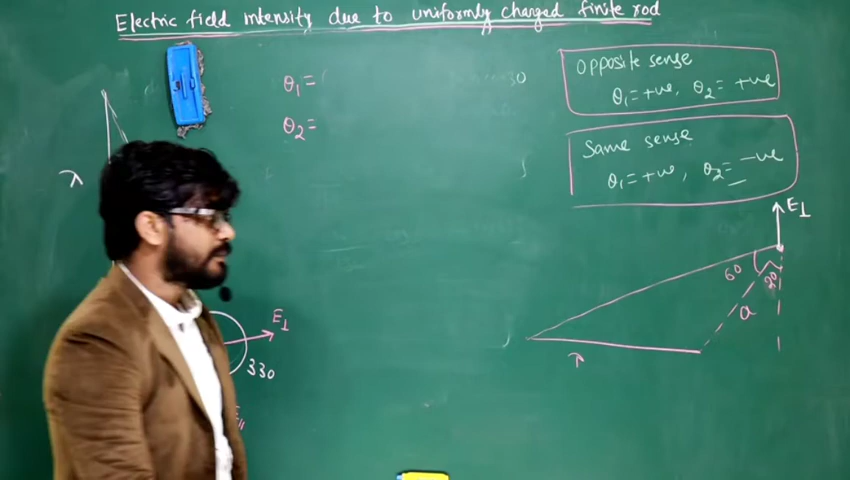 Electric field intensity due to uniformly charged finite rod
θ₁=
θ₂=
30
Opposite sense
θ₁=+ve, θ₂= +ve
Same sense
θ₁=+ve, θ₂= -ve
λ
E⊥
60
20
a
E⊥
330
E∥
λ